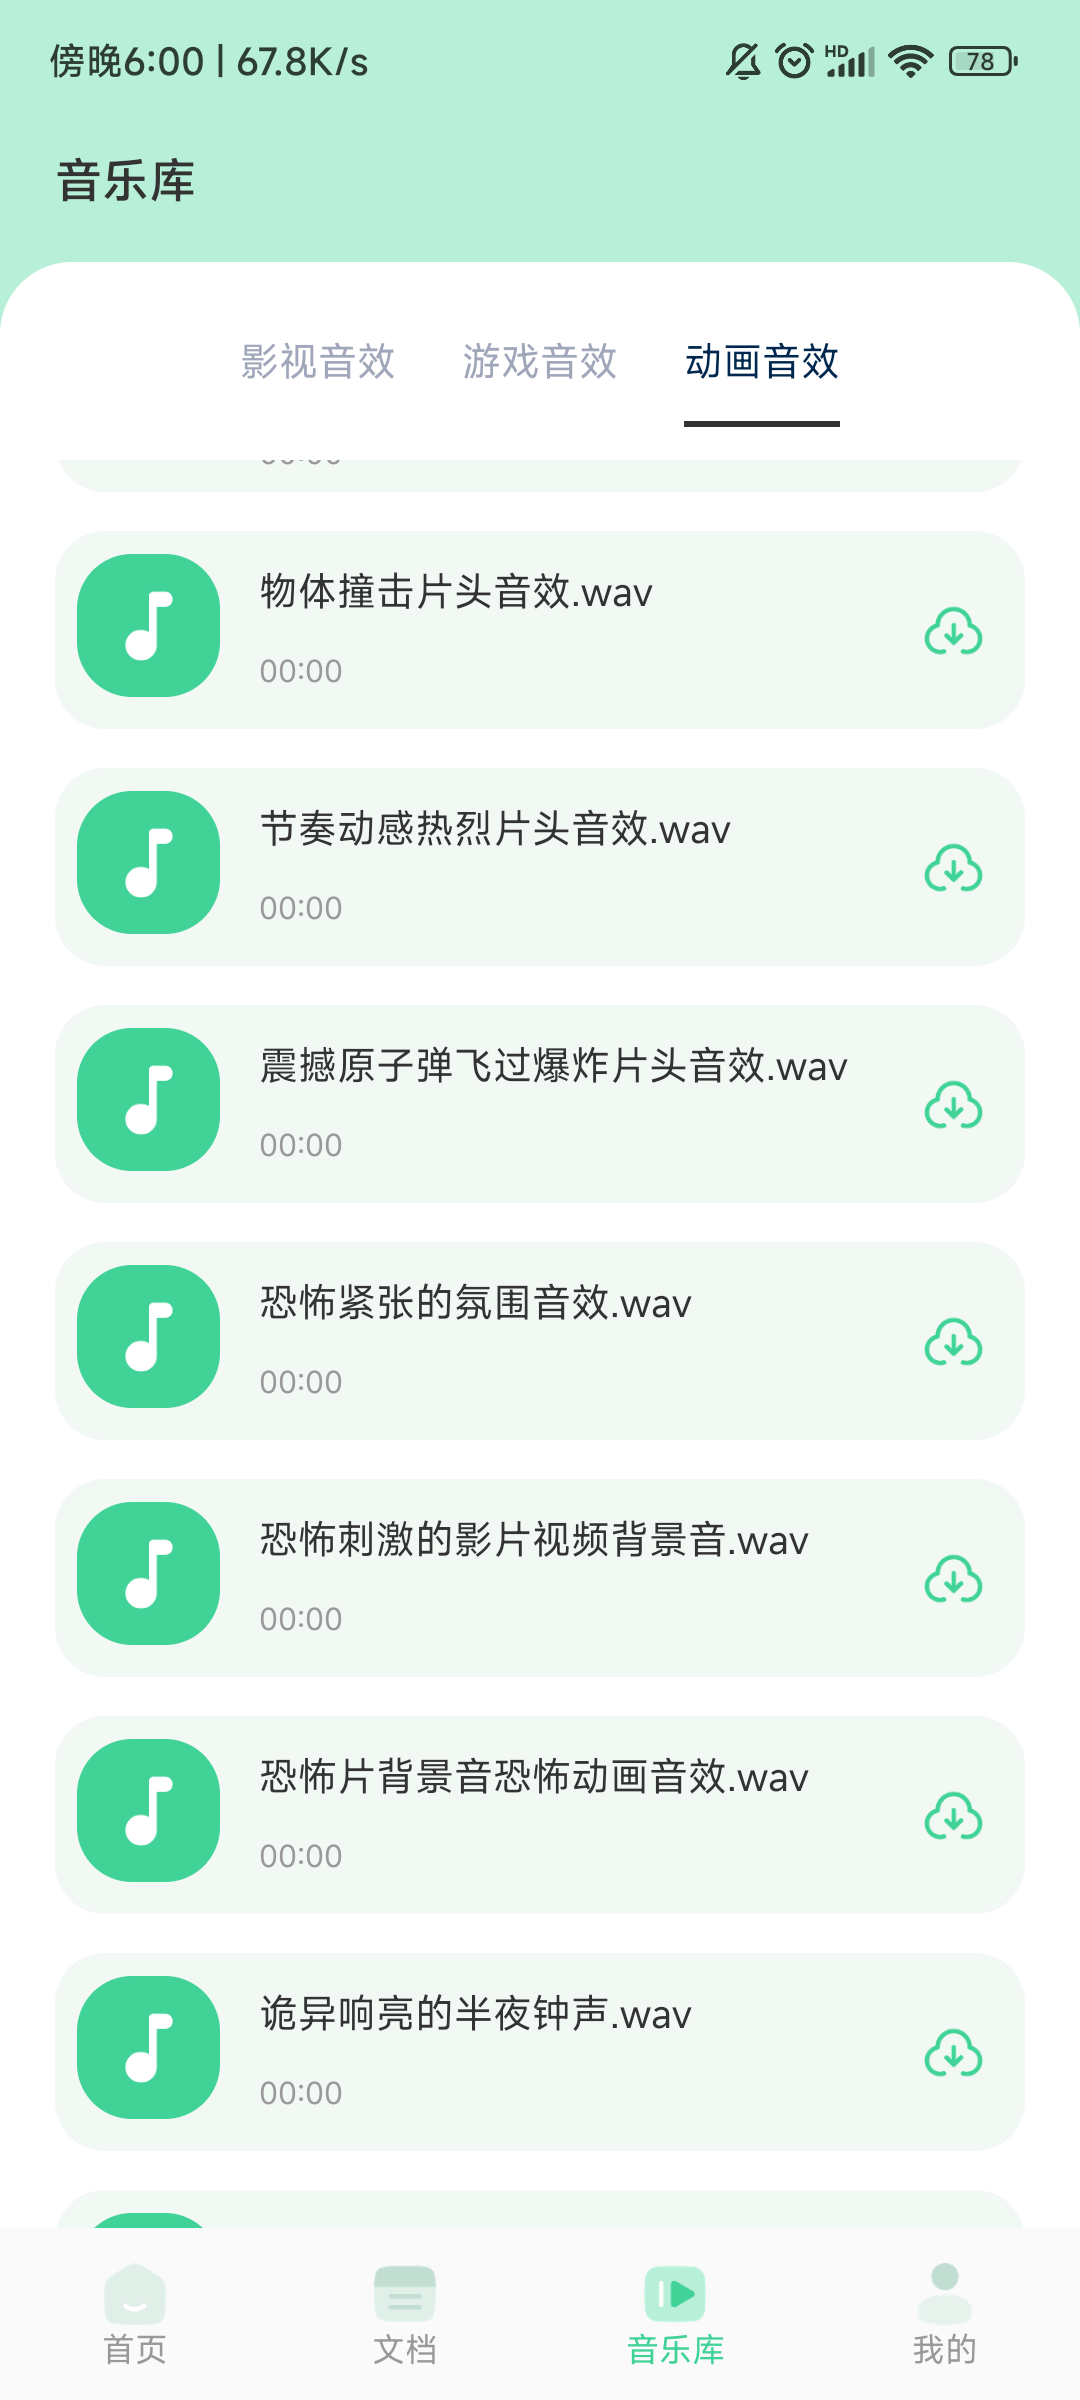 傍晚6:00 | 67.8K/s
HD
78
音乐库
影视音效 游戏音效 动画音效
物体撞击片头音效.wav
00:00
节奏动感热烈片头音效.wav
00:00
震撼原子弹飞过爆炸片头音效.wav
00:00
恐怖紧张的氛围音效.wav
00:00
恐怖刺激的影片视频背景音.wav
00:00
恐怖片背景音恐怖动画音效.wav
00:00
诡异响亮的半夜钟声.wav
00:00
首页 文档 音乐库 我的